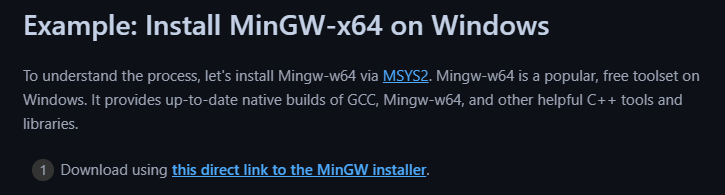 Example: Install MinGW-x64 on Windows
To understand the process, let's install Mingw-w64 via MSYS2. Mingw-w64 is a popular, free toolset on
Windows. It provides up-to-date native builds of GCC, Mingw-w64, and other helpful C++ tools and
libraries.
1 Download using this direct link to the MinGW installer.